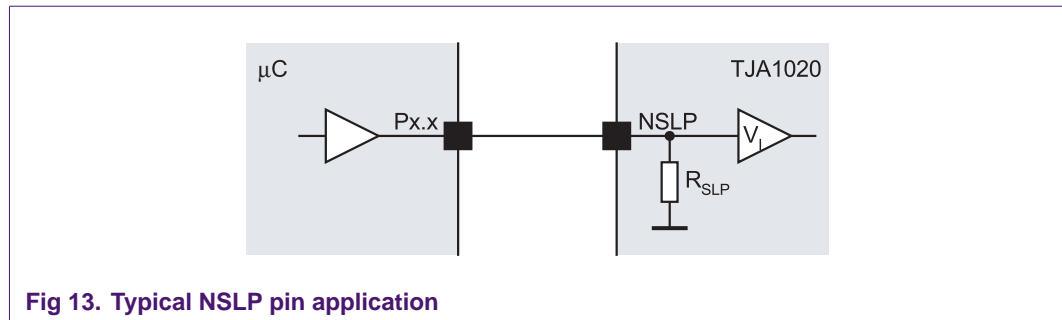 μC
TJA1020
Px.x
NSLP
V_I
R_SLP
Fig 13. Typical NSLP pin application